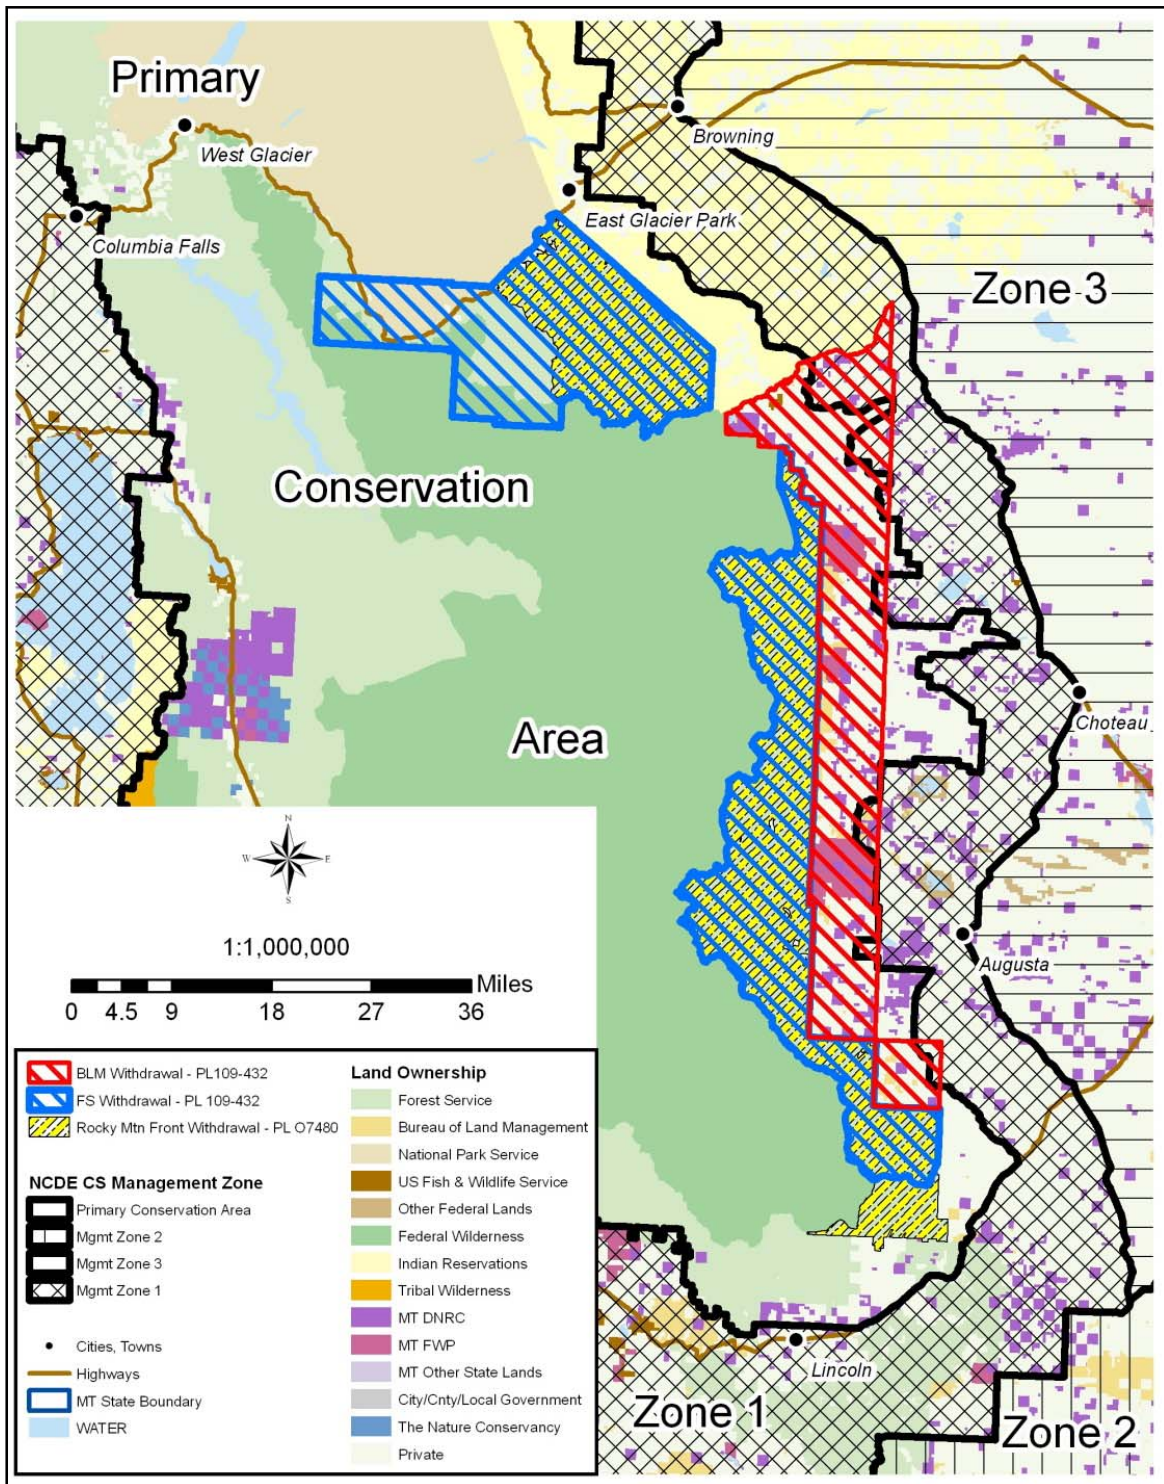 Primary
West Glacier
Browning
East Glacier Park
Columbia Falls
Zone 3
Conservation
Area
Choteau
N
W E
S
1:1,000,000
Miles
0 4.5 9 18 27 36
Augusta
BLM Withdrawal - PL109-432
FS Withdrawal - PL 109-432
Rocky Mtn Front Withdrawal - PL O7480
NCDE CS Management Zone
Primary Conservation Area
Mgmt Zone 2
Mgmt Zone 3
Mgmt Zone 1
Cities, Towns
Highways
MT State Boundary
WATER
Land Ownership
Forest Service
Bureau of Land Management
National Park Service
US Fish & Wildlife Service
Other Federal Lands
Federal Wilderness
Indian Reservations
Tribal Wilderness
MT DNRC
MT FWP
MT Other State Lands
City/Cnty/Local Government
The Nature Conservancy
Private
Lincoln
Zone 1
Zone 2